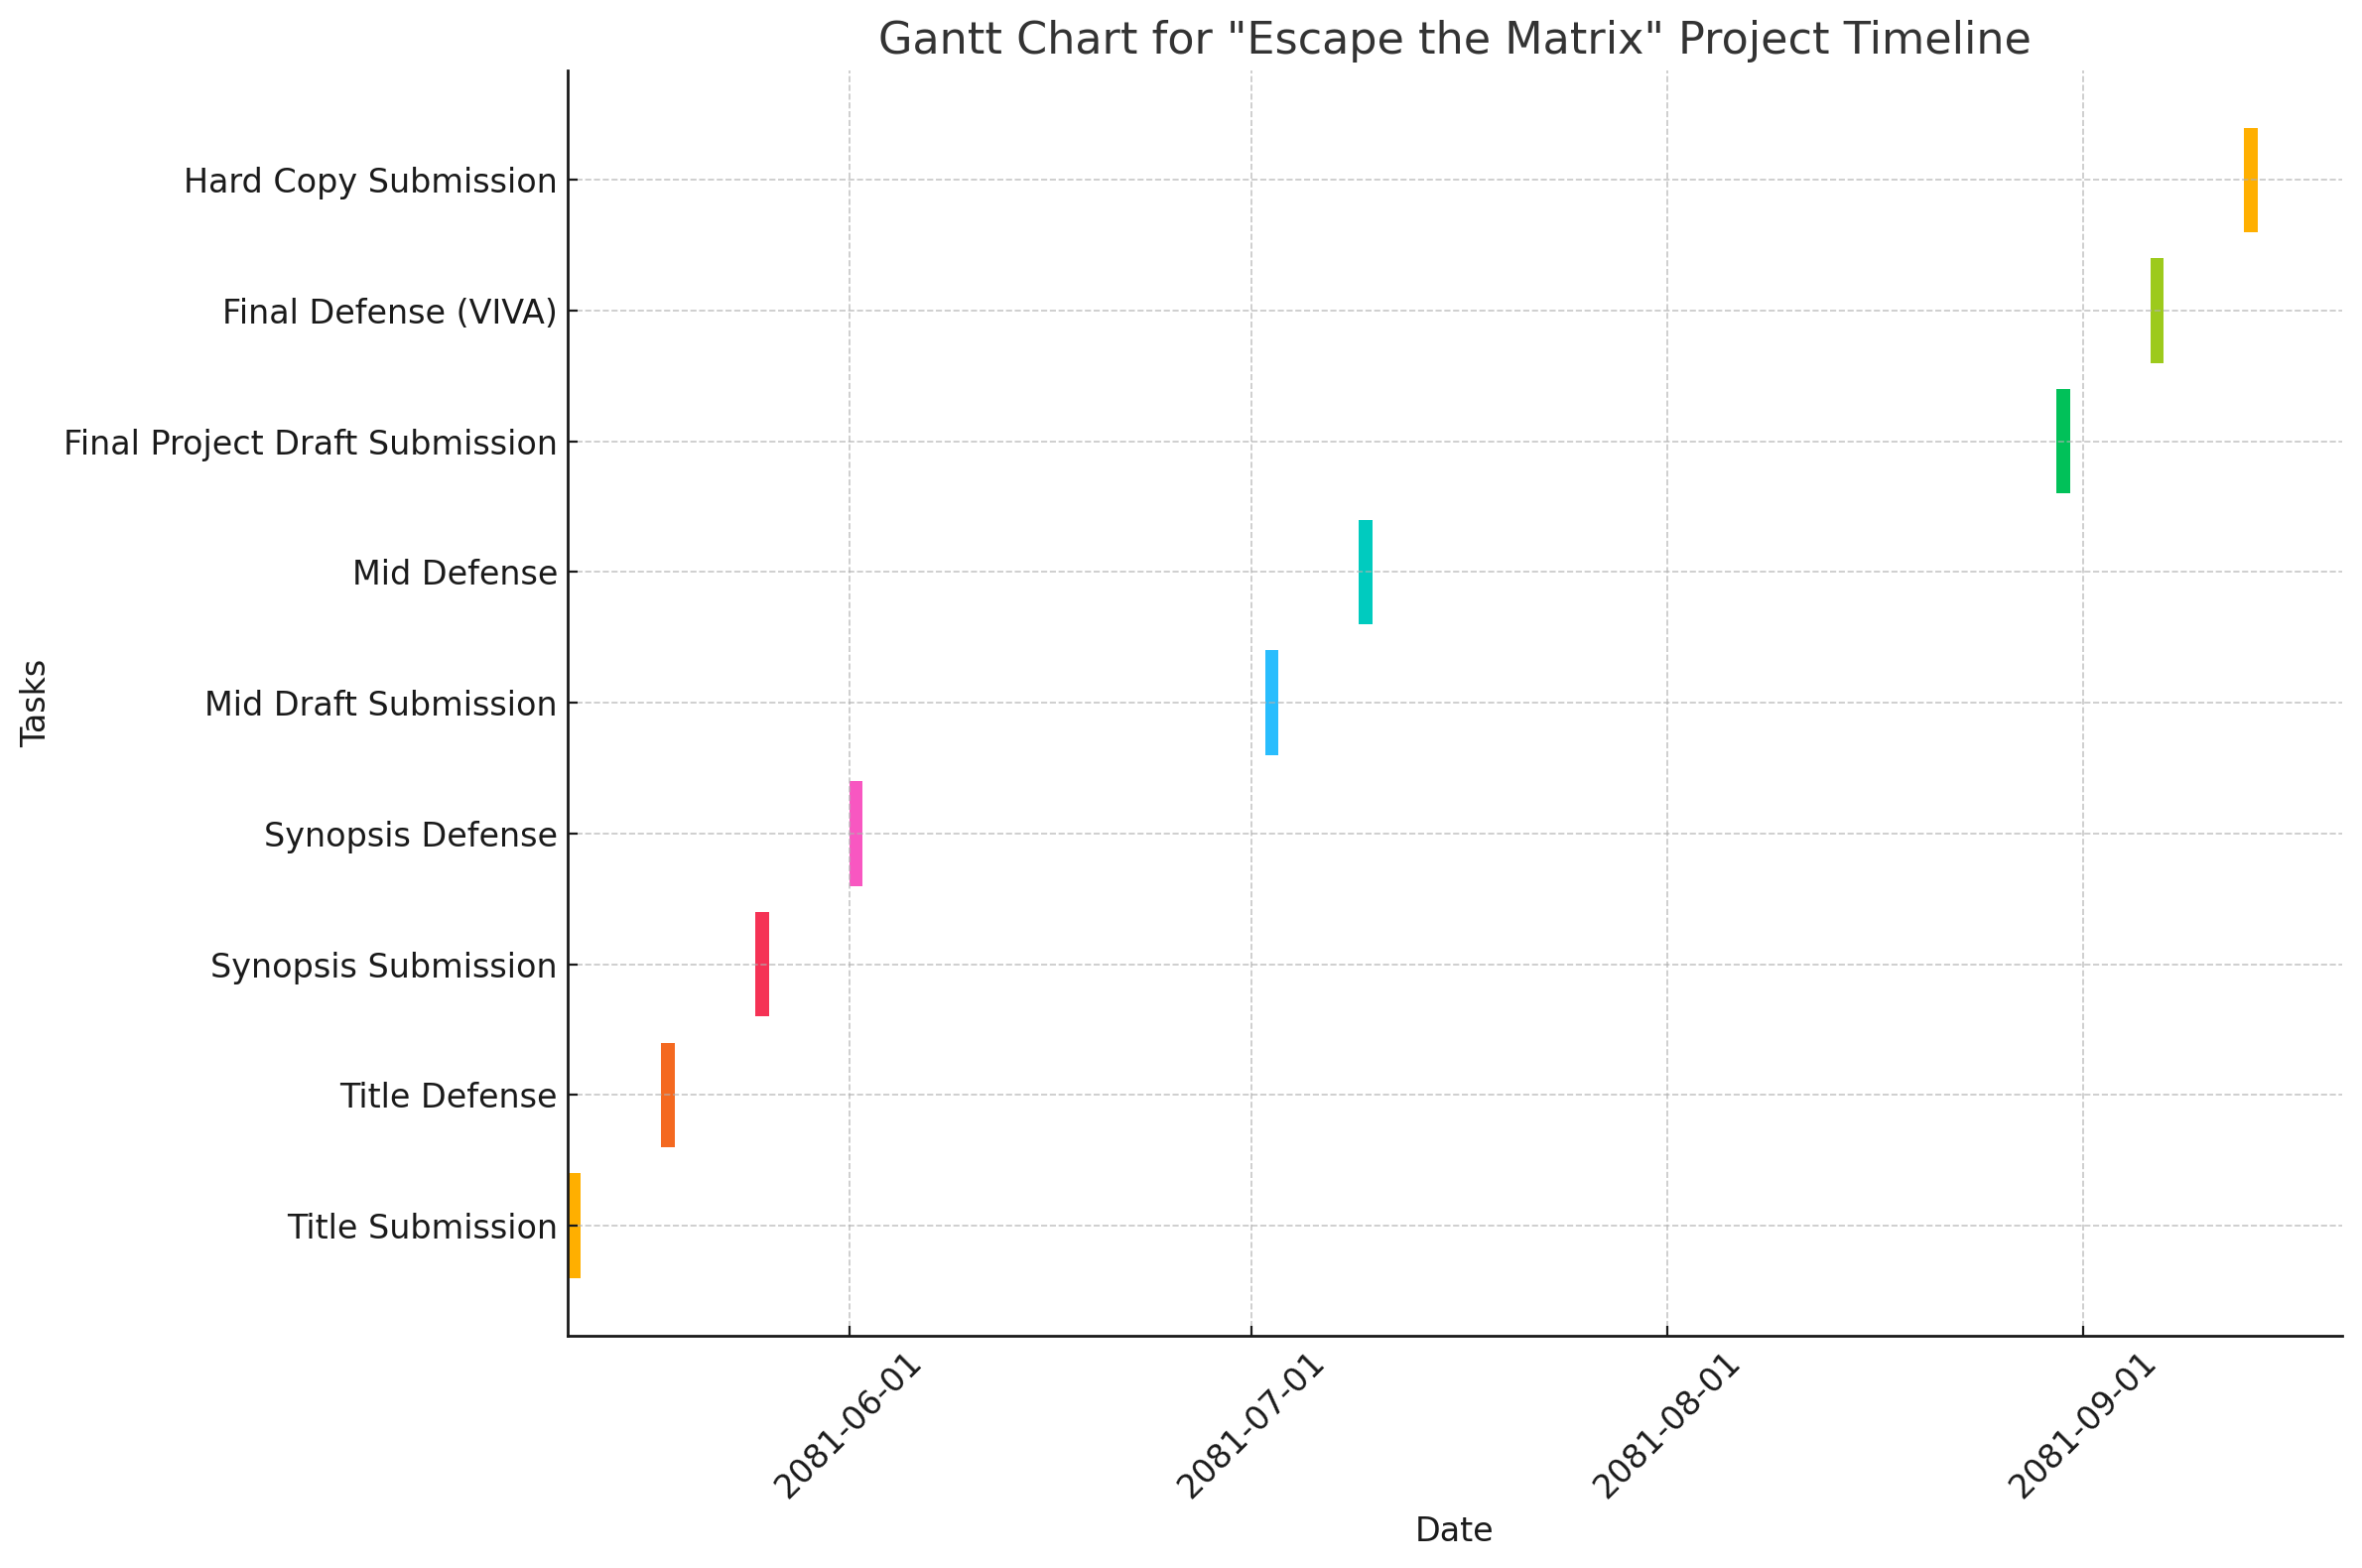 Gantt Chart for "Escape the Matrix" Project Timeline
Hard Copy Submission
Final Defense (VIVA)
Final Project Draft Submission
Mid Defense
Mid Draft Submission
Synopsis Defense
Synopsis Submission
Title Defense
Title Submission
Tasks
2081-06-01
2081-07-01
2081-08-01
2081-09-01
Date